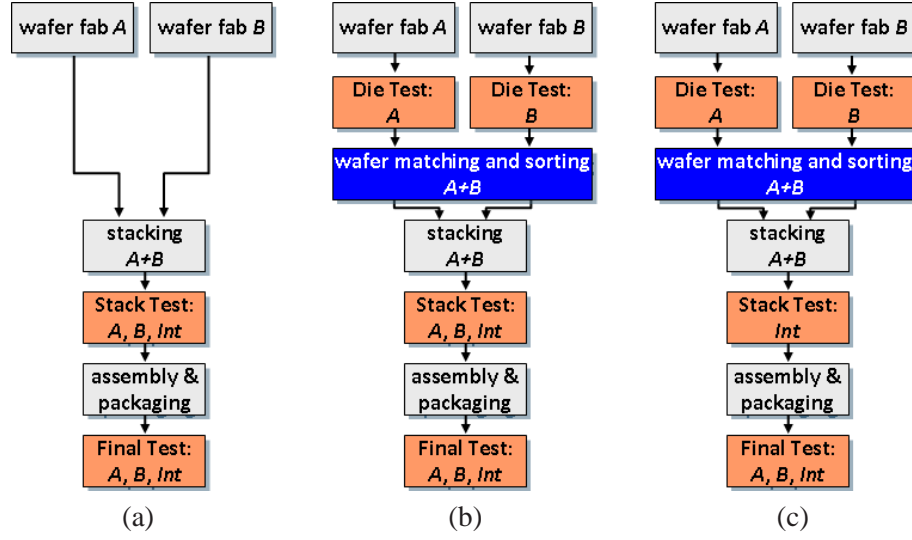 wafer fab A
wafer fab B
stacking
A+B
Stack Test:
A, B, Int
assembly &
packaging
Final Test:
A, B, Int
(a)
wafer fab A
wafer fab B
Die Test:
A
Die Test:
B
wafer matching and sorting
A+B
stacking
A+B
Stack Test:
A, B, Int
assembly &
packaging
Final Test:
A, B, Int
(b)
wafer fab A
wafer fab B
Die Test:
A
Die Test:
B
wafer matching and sorting
A+B
stacking
A+B
Stack Test:
Int
assembly &
packaging
Final Test:
A, B, Int
(c)